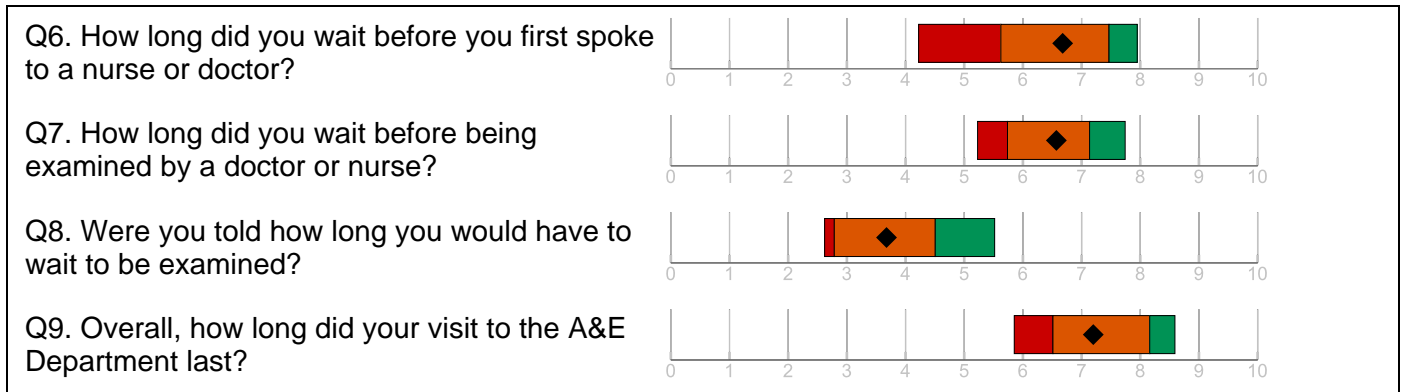 Q6. How long did you wait before you first spoke
to a nurse or doctor?
0 1 2 3 4 5 6 7 8 9 10
Q7. How long did you wait before being
examined by a doctor or nurse?
0 1 2 3 4 5 6 7 8 9 10
Q8. Were you told how long you would have to
wait to be examined?
0 1 2 3 4 5 6 7 8 9 10
Q9. Overall, how long did your visit to the A&E
Department last?
0 1 2 3 4 5 6 7 8 9 10